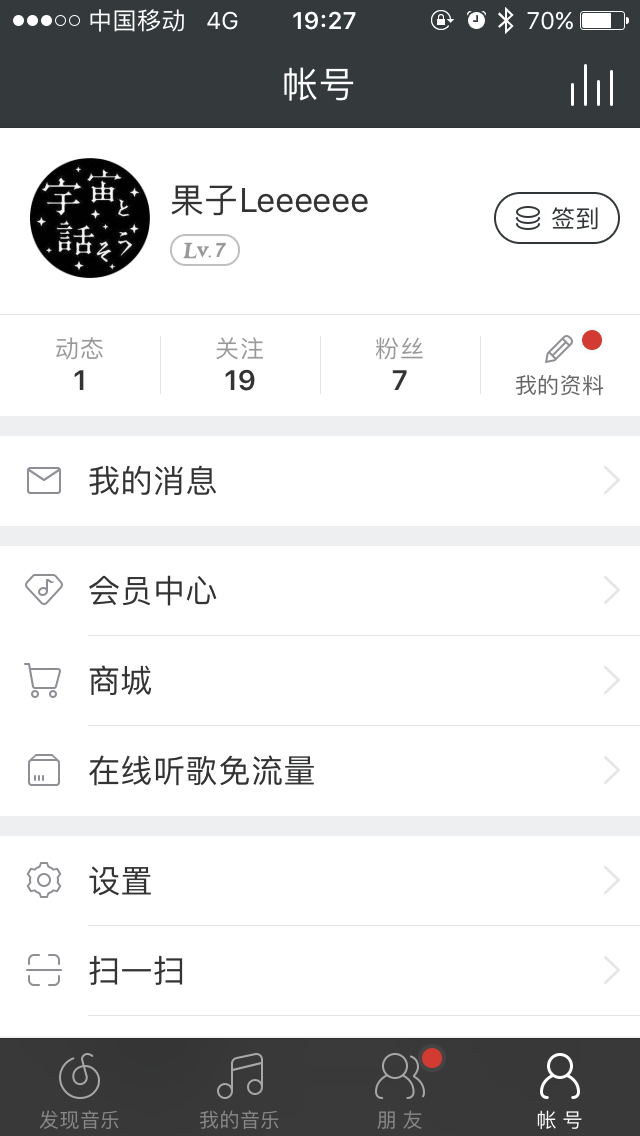 中国移动 4G 19:27 70%
帐号
宇宙と
話そう
果子Leeeeee
Lv.7
签到
动态 关注 粉丝
1 19 7
我的资料
我的消息
会员中心
商城
在线听歌免流量
设置
扫一扫
发现音乐 我的音乐 朋友 帐号